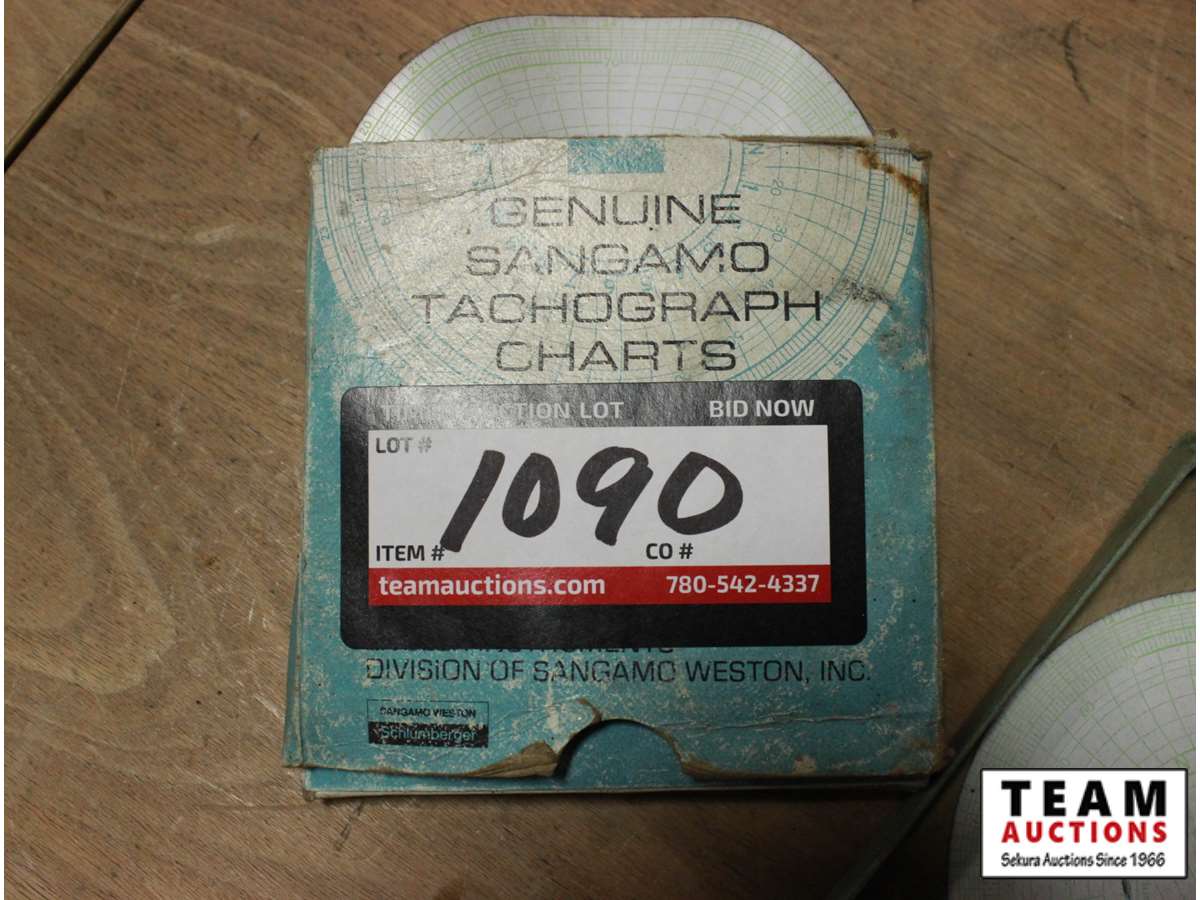 GENUINE
SANGAMO
TACHOGRAPH
CHARTS
AUCTION LOT BID NOW
LOT #
1090
ITEM # CO #
teamauctions.com 780-542-4337
DIVISION OF SANGAMO WESTON, INC.
SANGAMO WESTON
Schlumberger
TEAM
AUCTIONS
Sekura Auctions Since 1966